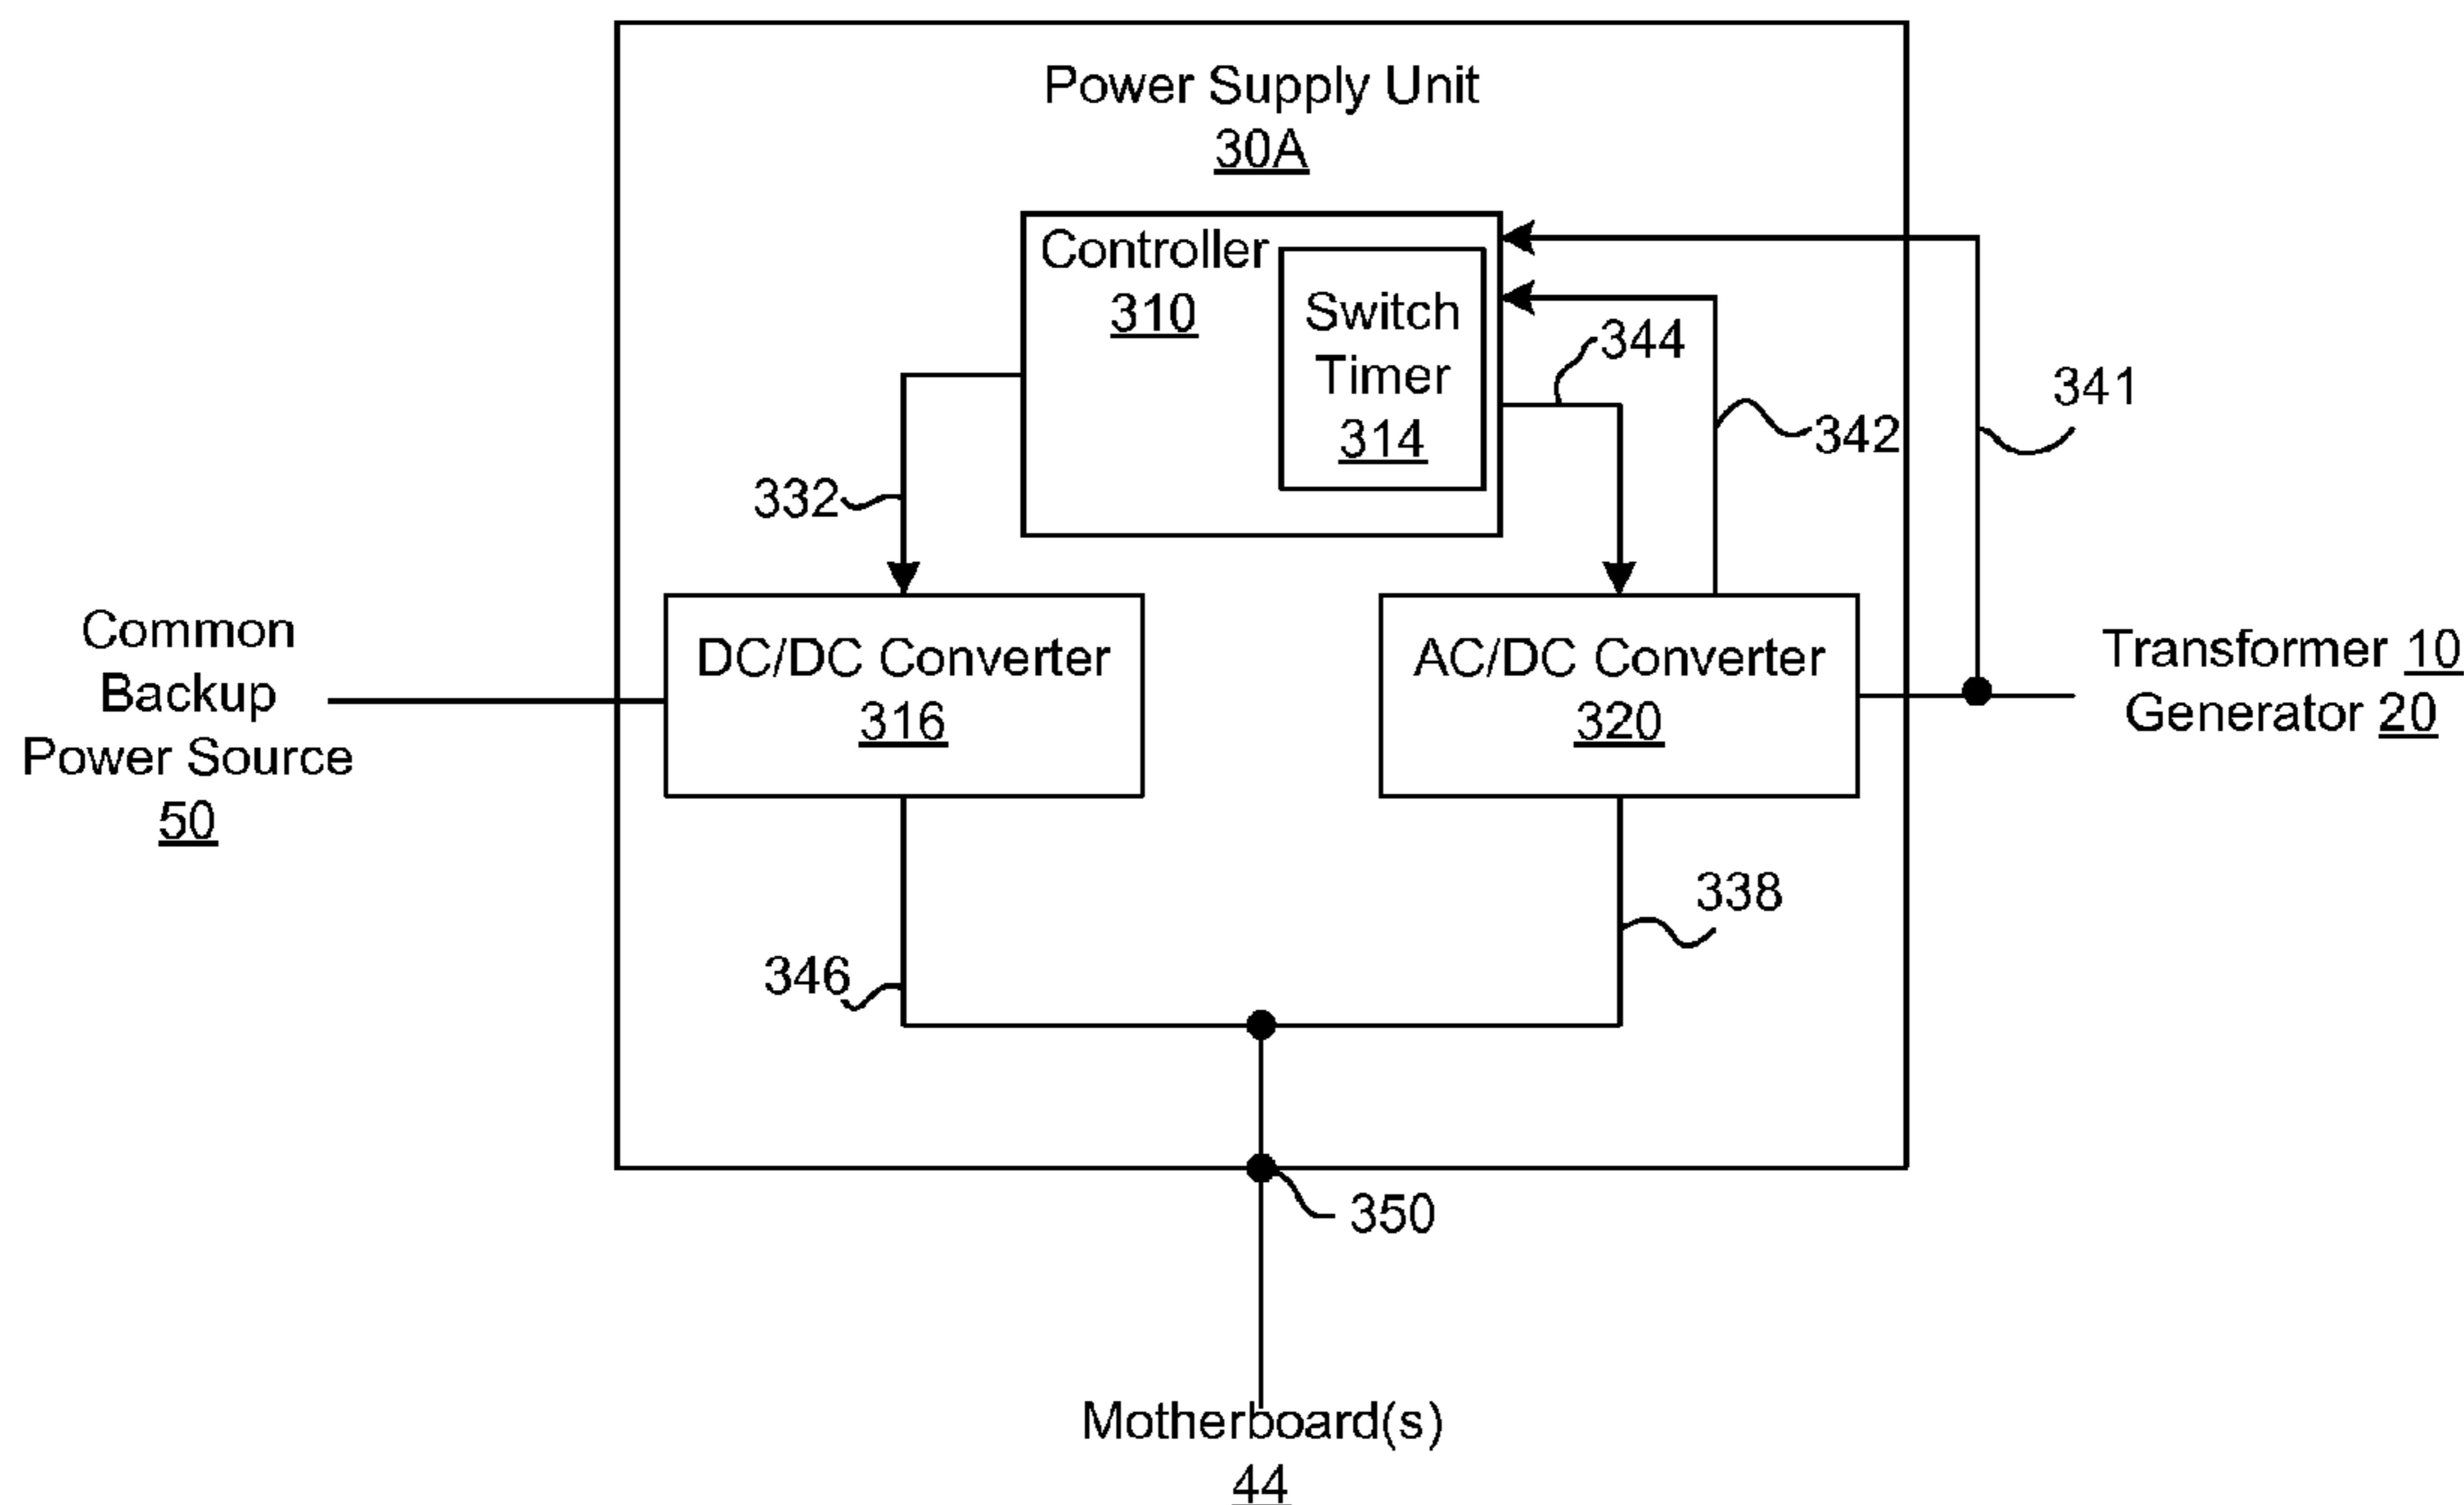 Power Supply Unit
30A
Controller
310
Switch
Timer
314
344
342
341
332
Common
Backup
Power Source
50
DC/DC Converter
316
AC/DC Converter
320
Transformer 10
Generator 20
338
346
350
Motherboard(s)
44